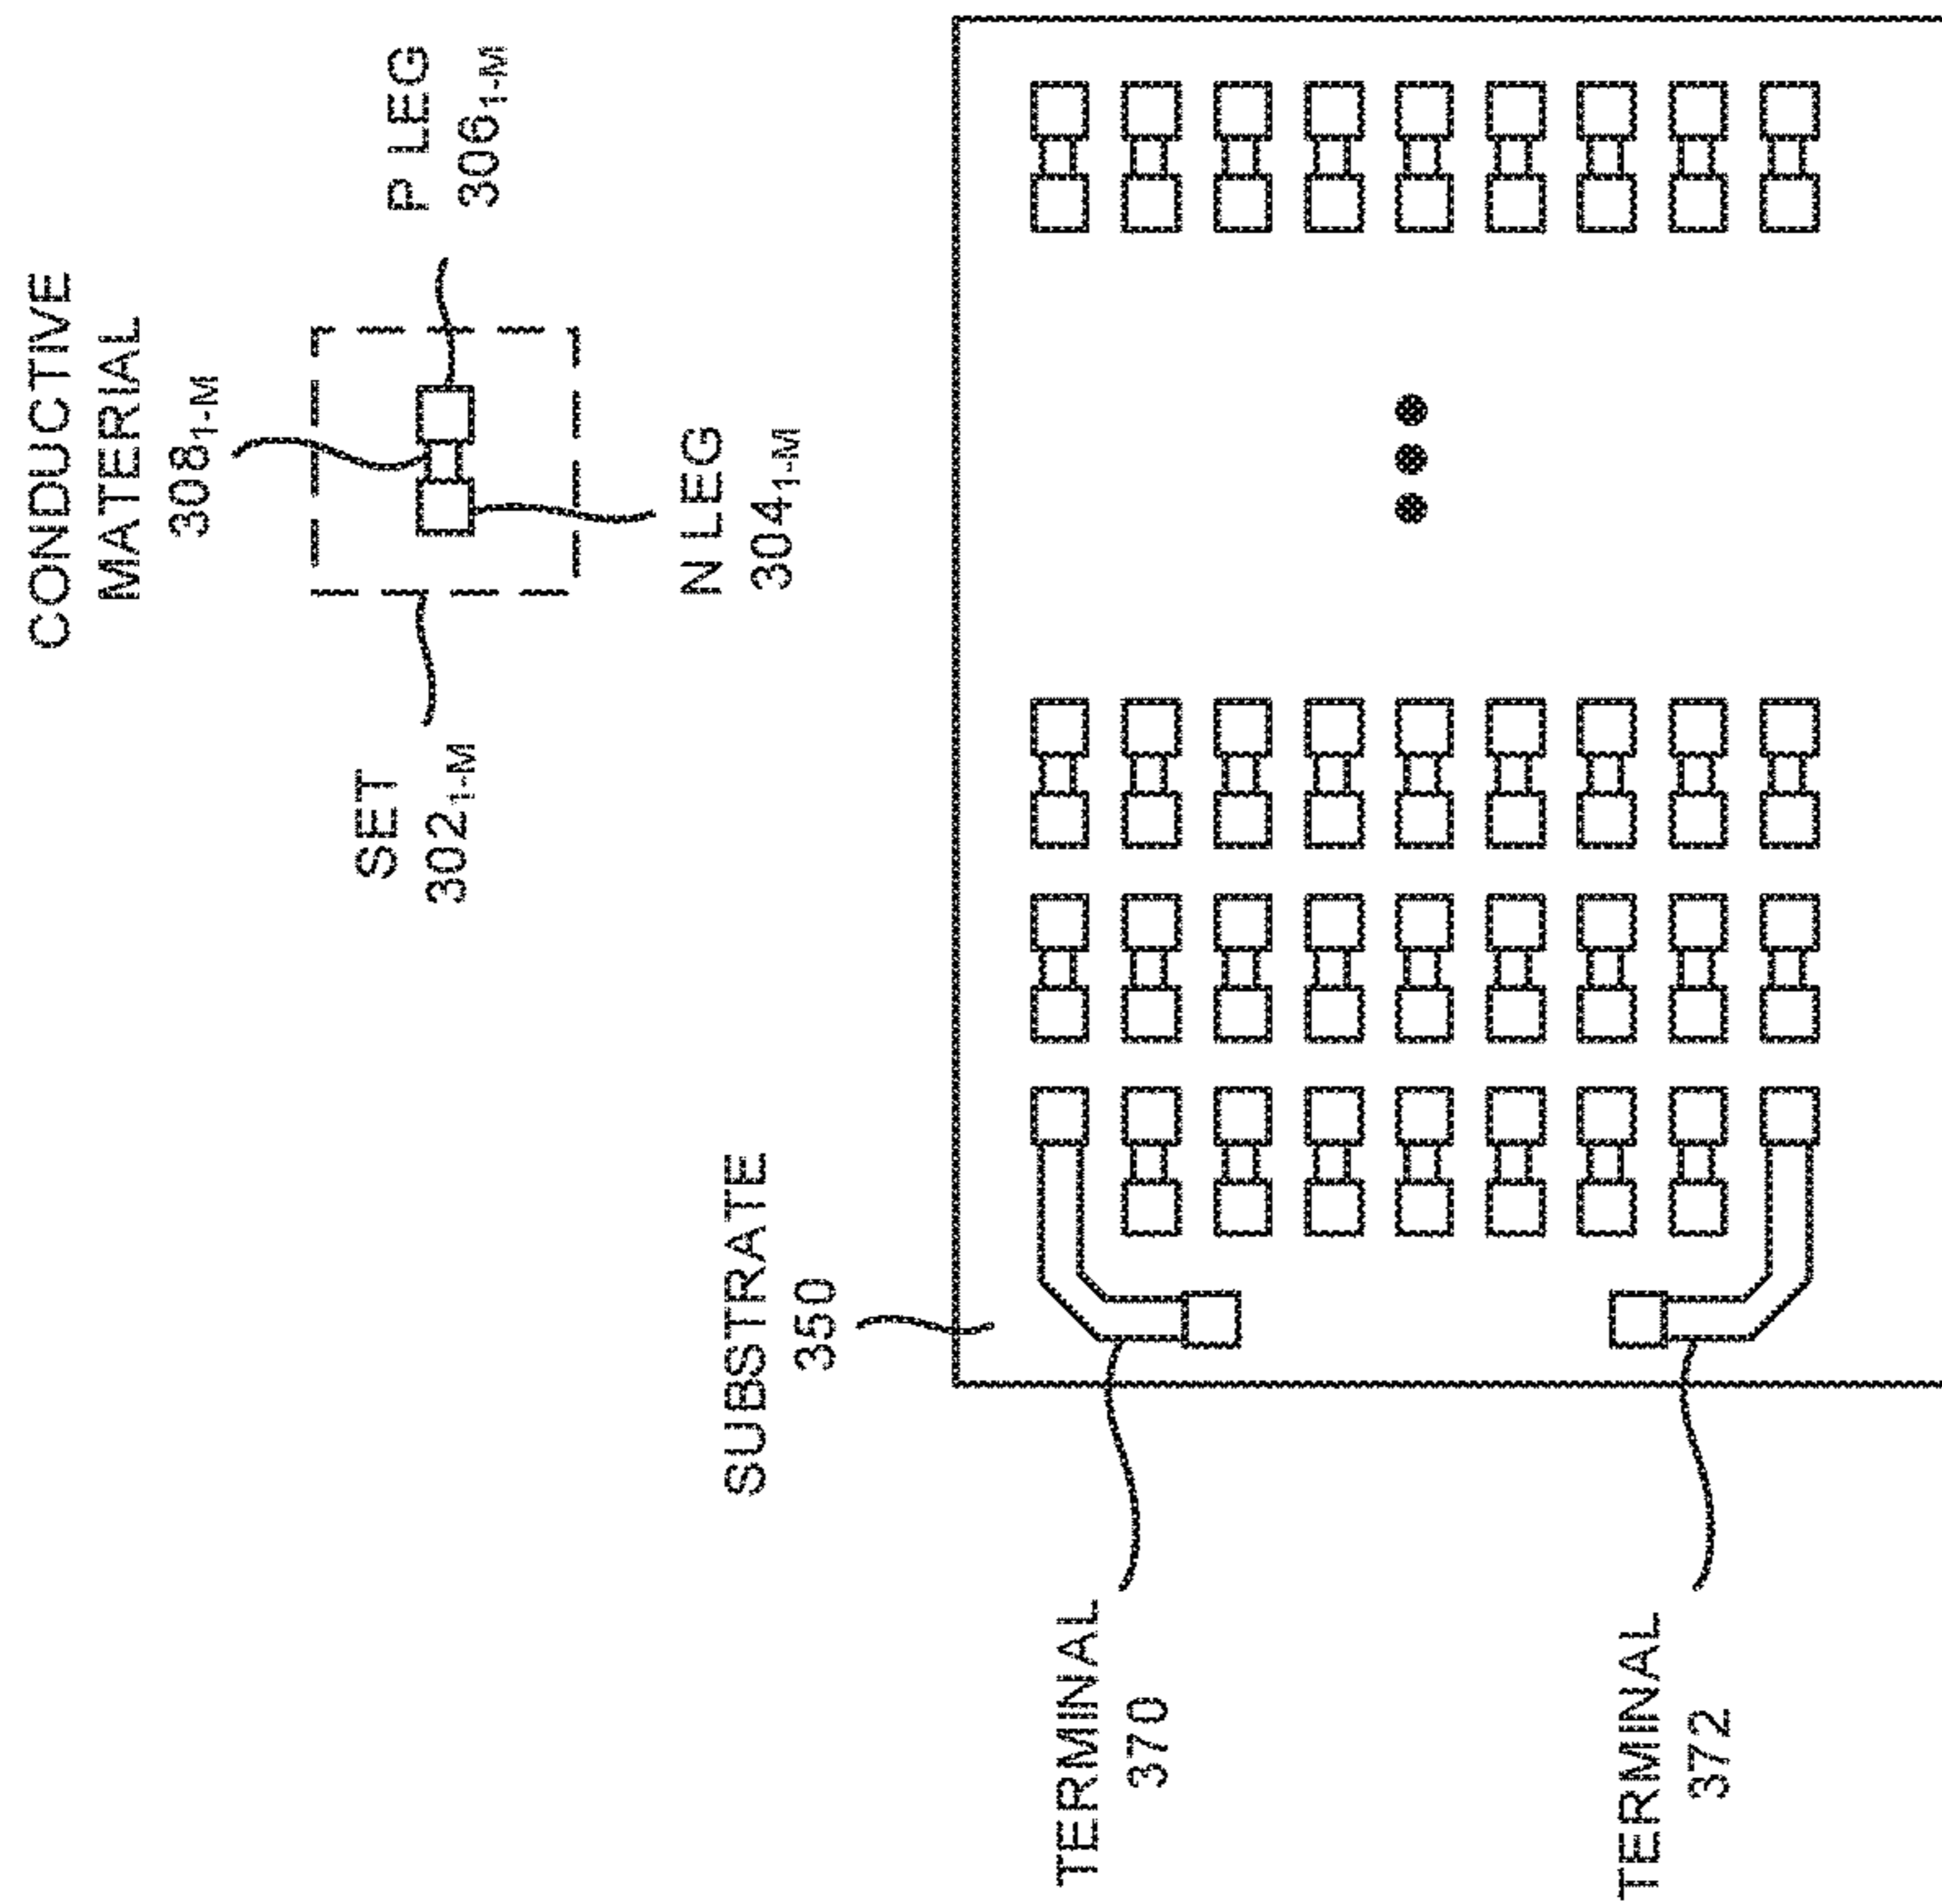 CONDUCTIVE
MATERIAL
308₁₋M
P LEG
306₁₋M
SET
302₁₋M
N LEG
304₁₋M
SUBSTRATE
350
TERMINAL
370
TERMINAL
372